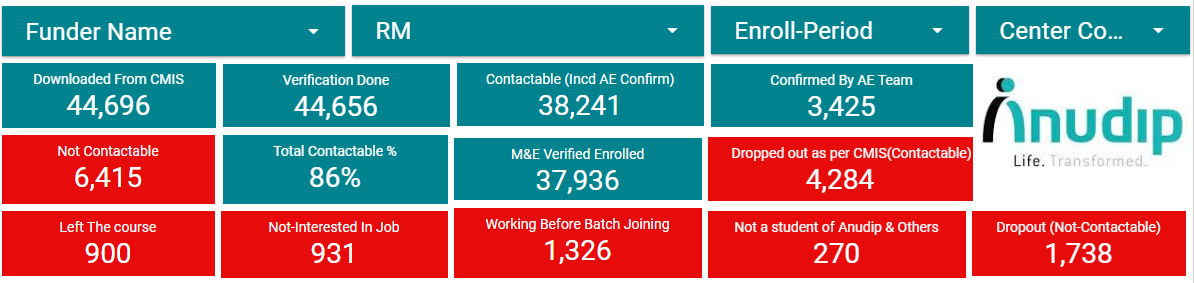 Funder Name
RM
Enroll-Period
Center Co...
Downloaded From CMIS
44,696
Verification Done
44,656
Contactable (Incd AE Confirm)
38,241
Confirmed By AE Team
3,425
anudip
Life. Transformed.
Not Contactable
6,415
Total Contactable %
86%
M&E Verified Enrolled
37,936
Dropped out as per CMIS(Contactable)
4,284
Left The course
900
Not-Interested In Job
931
Working Before Batch Joining
1,326
Not a student of Anudip & Others
270
Dropout (Not-Contactable)
1,738